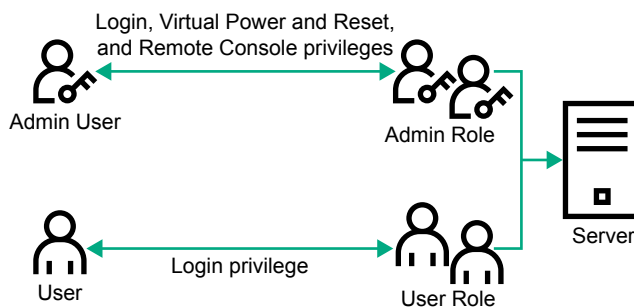 Login, Virtual Power and Reset,
and Remote Console privileges
Admin User
Admin Role
Server
Login privilege
User
User Role